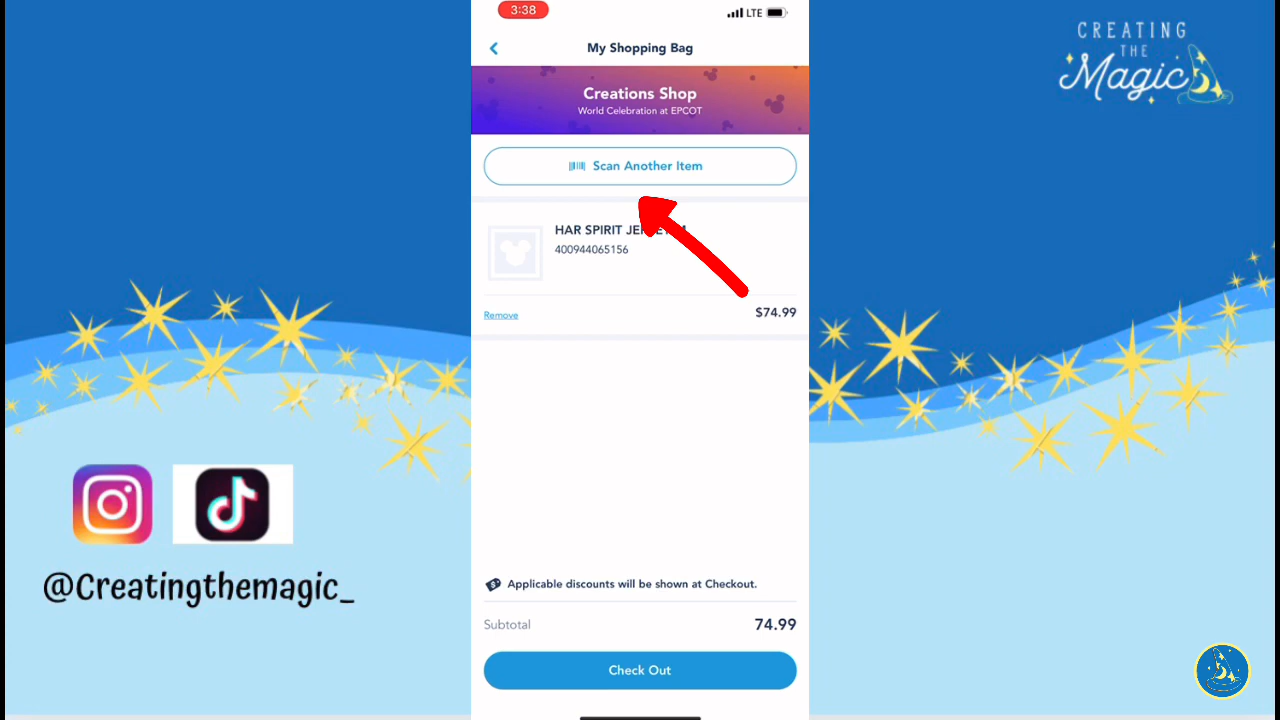 3:38
LTE
My Shopping Bag
CREATING
THE
Magic
Creations Shop
World Celebration at EPCOT
Scan Another Item
HAR SPIRIT
400944065156
Remove
$74.99
@Creatingthemagic_
Applicable discounts will be shown at Checkout.
Subtotal
74.99
Check Out